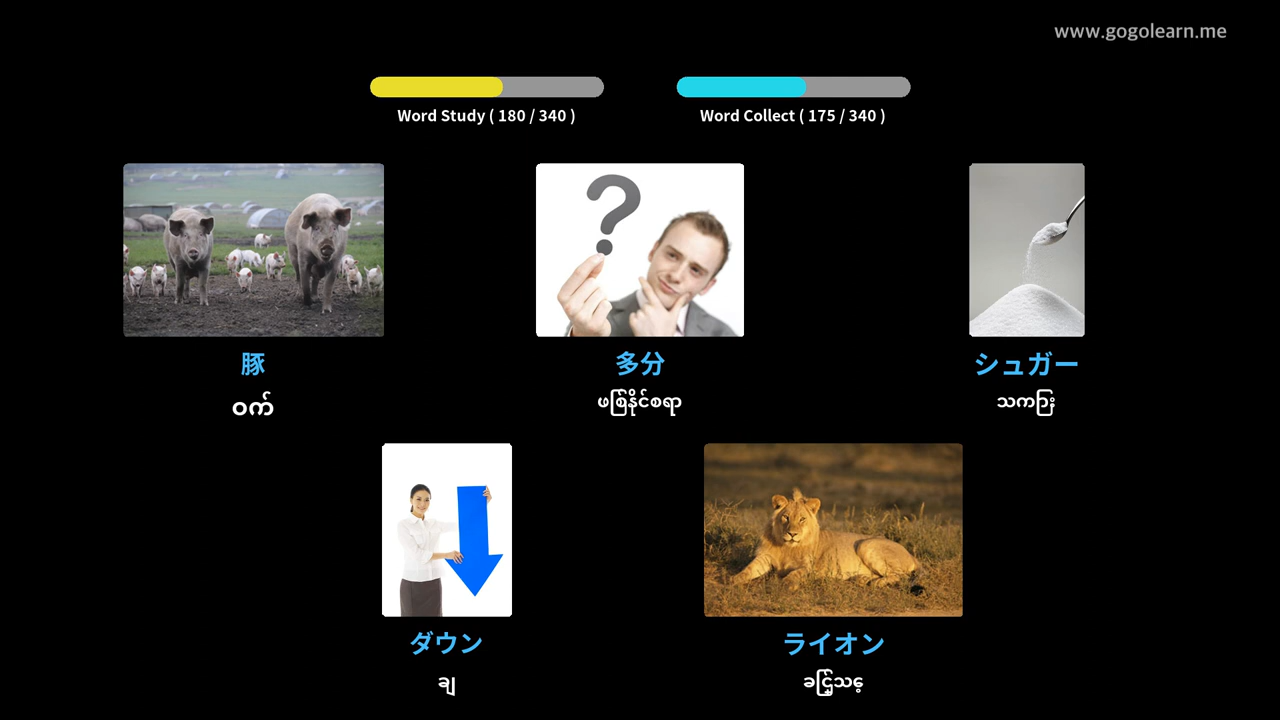 www.gogolearn.me
Word Study ( 180 / 340 )
Word Collect ( 175 / 340 )
豚
ဝက်
多分
ဖြစ်နိုင်စရာ
シュガー
သကြား
ダウン
ချ
ライオン
ခြင်္သေ့